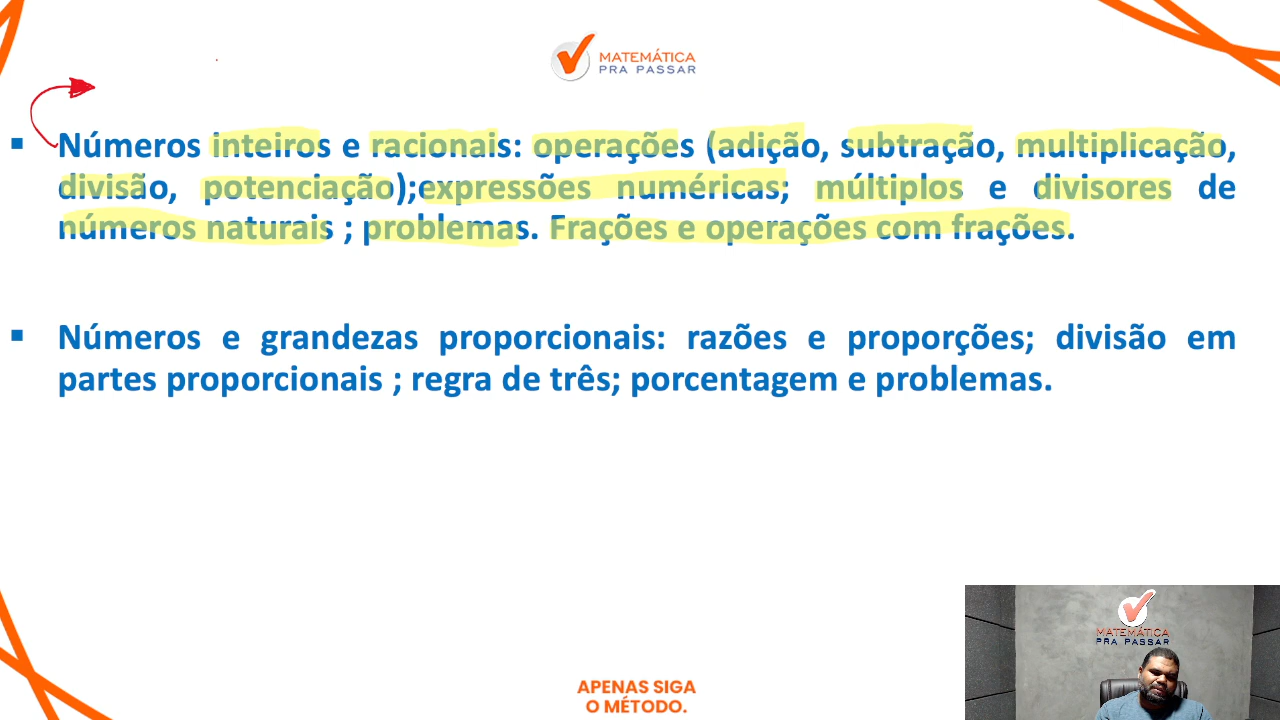 MATEMÁTICA
PRA PASSAR
▪ Números inteiros e racionais: operações (adição, subtração, multiplicação,
divisão, potenciação);expressões numéricas; múltiplos e divisores de
números naturais ; problemas. Frações e operações com frações.
▪ Números e grandezas proporcionais: razões e proporções; divisão em
partes proporcionais ; regra de três; porcentagem e problemas.
MATEMÁTICA
PRA PASSAR
APENAS SIGA
O MÉTODO.